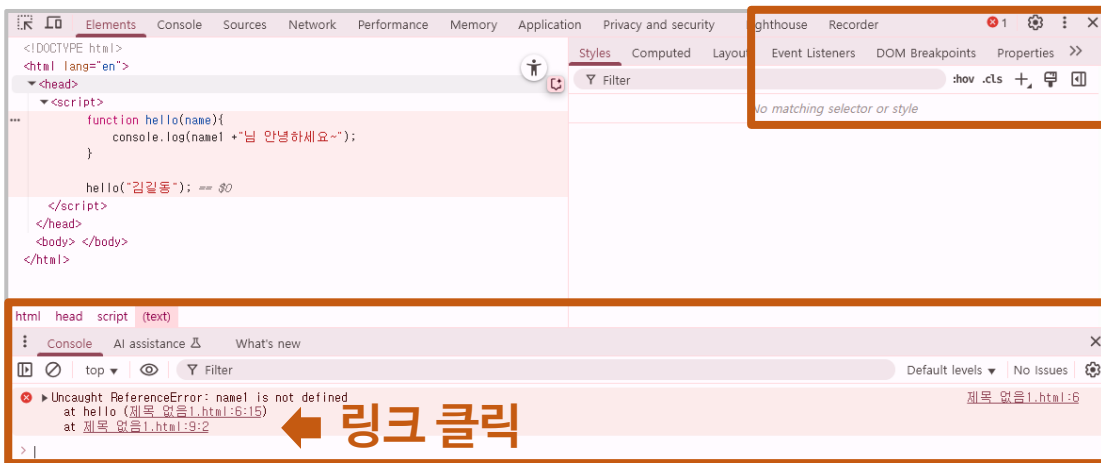 Elements Console Sources Network Performance Memory Application Privacy and security Lighthouse Recorder 1
<!DOCTYPE html>
<html lang="en">
▼<head>
▼<script>
function hello(name){
console.log(name1 +"님 안녕하세요~");
}
hello("김길동"); == $0
</script>
</head>
<body> </body>
</html>
Styles Computed Layout Event Listeners DOM Breakpoints Properties >>
Filter :hov .cls
No matching selector or style
html head script (text)
Console AI assistance What's new
top ▼ Filter Default levels ▼ No Issues
▶Uncaught ReferenceError: name1 is not defined 제목 없음1.html:6
at hello (제목 없음1.html:6:15)
at 제목 없음1.html:9:2
링크 클릭
>